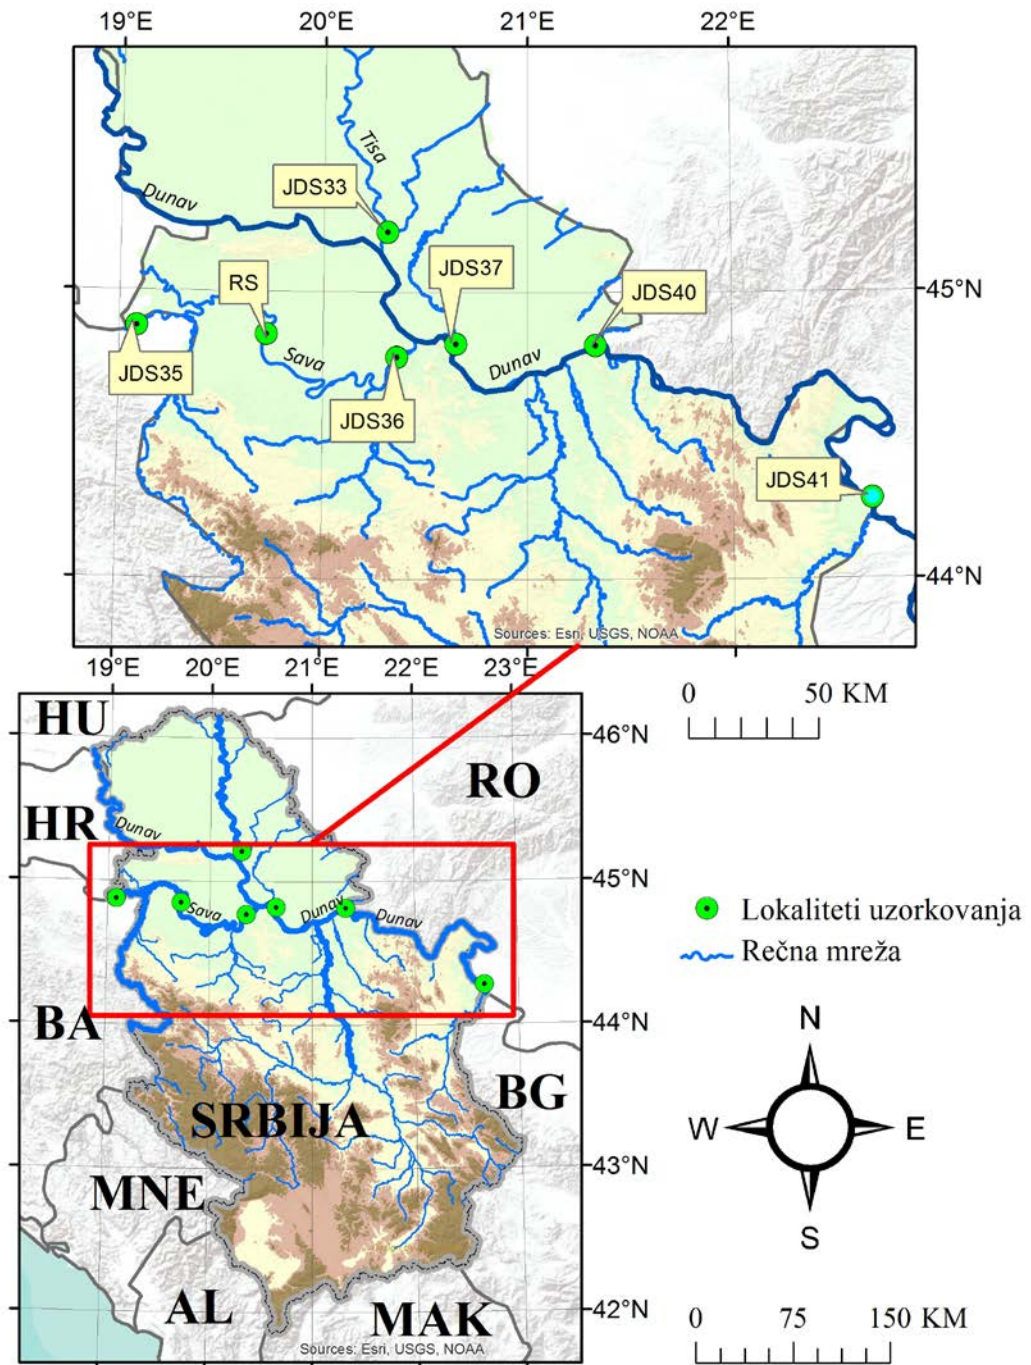 19°E 20°E 21°E 22°E
Tisa
JDS33
Dunav
JDS37
RS
JDS40
45°N
Sava
Dunav
JDS35
JDS36
JDS41
44°N
Sources: Esri, USGS, NOAA
19°E 20°E 21°E 22°E 23°E
0 50 KM
HU
46°N
RO
HR
Dunav
45°N
Sava
Dunav
Dunav
Lokaliteti uzorkovanja
Rečna mreža
44°N
BA
N
BG
SRBIJA
W E
43°N
MNE
S
AL
MAK
42°N
0 75 150 KM
Sources: Esri, USGS, NOAA